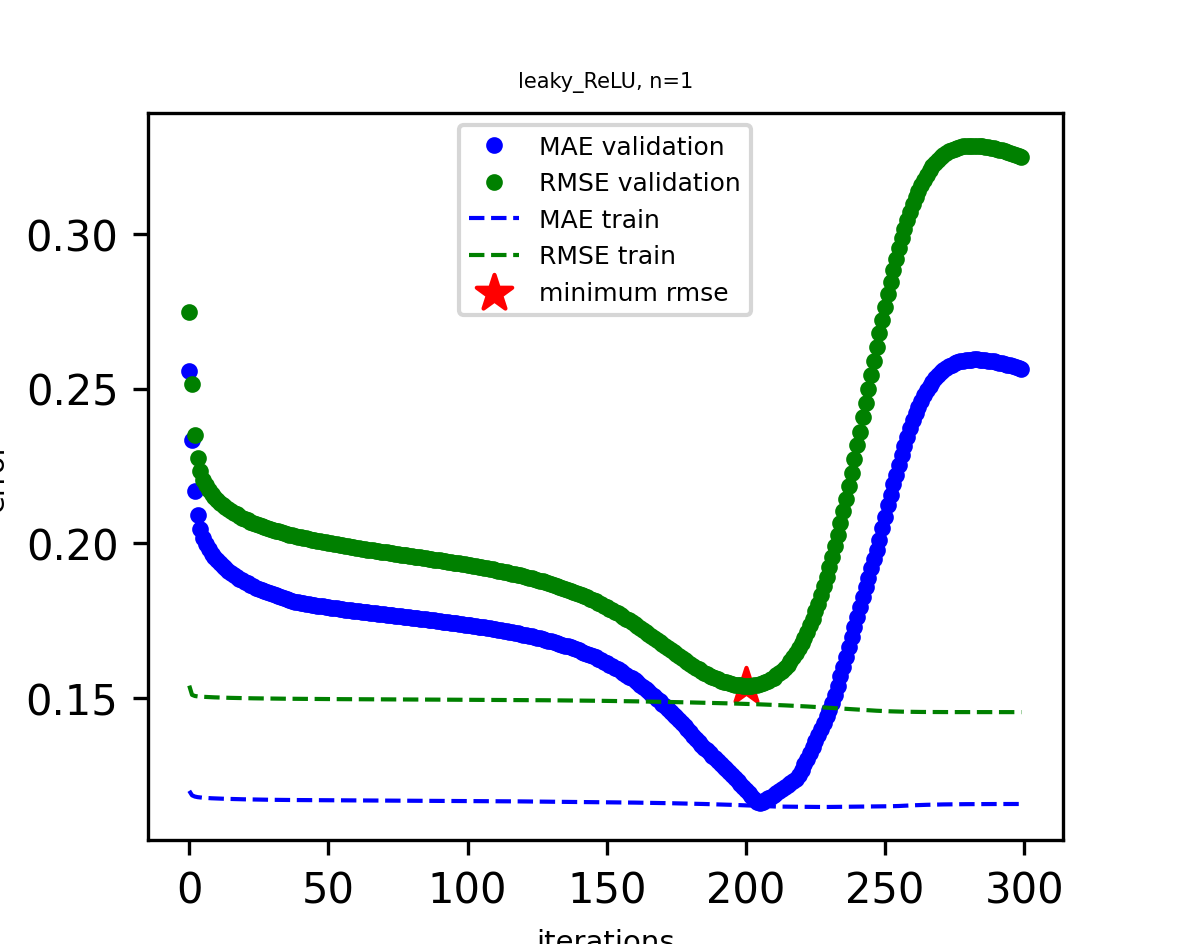 leaky_ReLU, n=1
MAE validation
RMSE validation
MAE train
RMSE train
minimum rmse
0.30
0.25
0.20
0.15
0 50 100 150 200 250 300
iterations